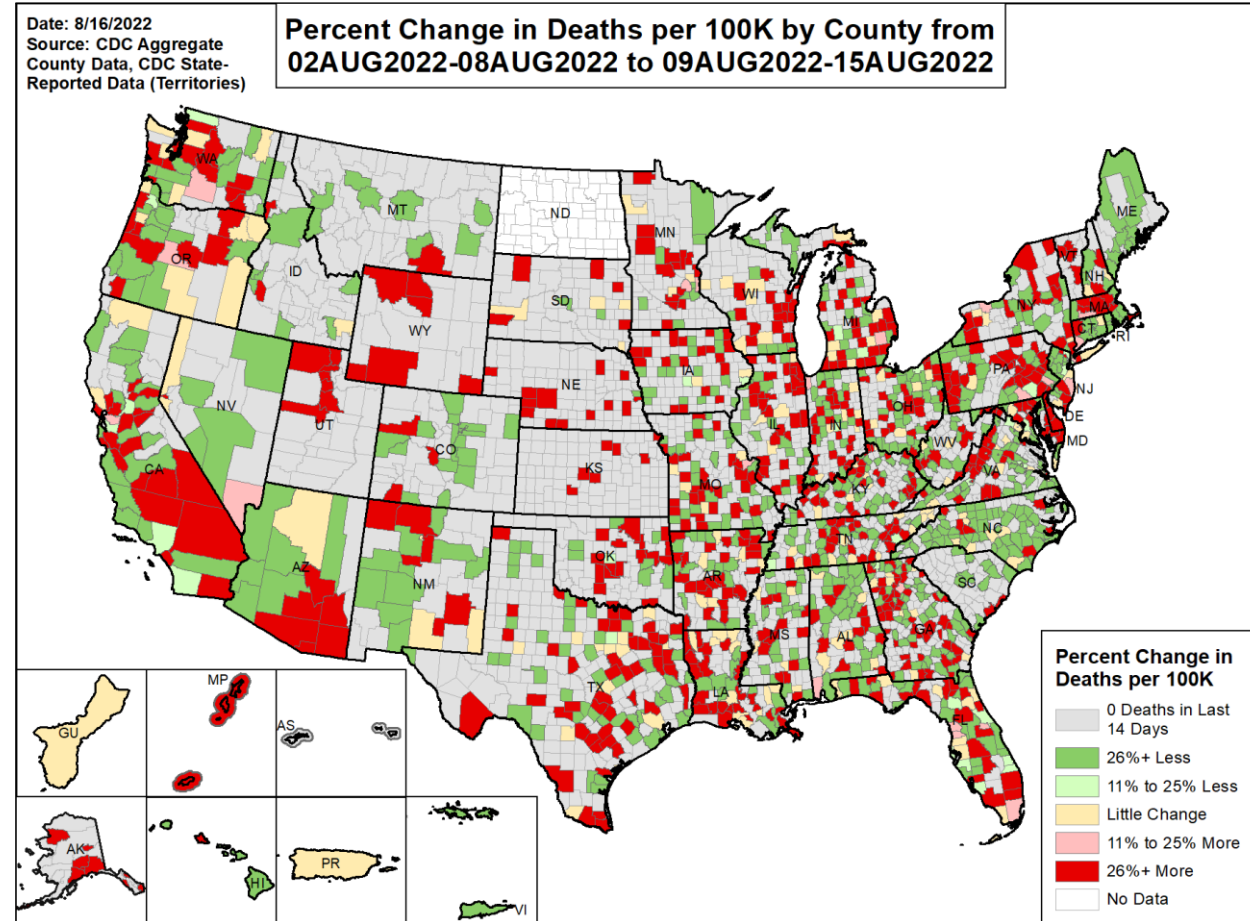 Date: 8/16/2022
Source: CDC Aggregate
County Data, CDC State-
Reported Data (Territories)
Percent Change in Deaths per 100K by County from
02AUG2022-08AUG2022 to 09AUG2022-15AUG2022
WA
MT
ND
MN
ME
OR
ID
SD
WI
MI
VT
NH
NY
MA
CT
RI
WY
IA
PA
NJ
NE
OH
DE
NV
UT
IL
IN
WV
MD
CO
CA
KS
MO
KY
VA
AZ
NM
OK
AR
TN
NC
SC
MS
AL
GA
TX
LA
FL
GU
MP
AS
AK
HI
PR
VI
Percent Change in
Deaths per 100K
0 Deaths in Last
14 Days
26%+ Less
11% to 25% Less
Little Change
11% to 25% More
26%+ More
No Data